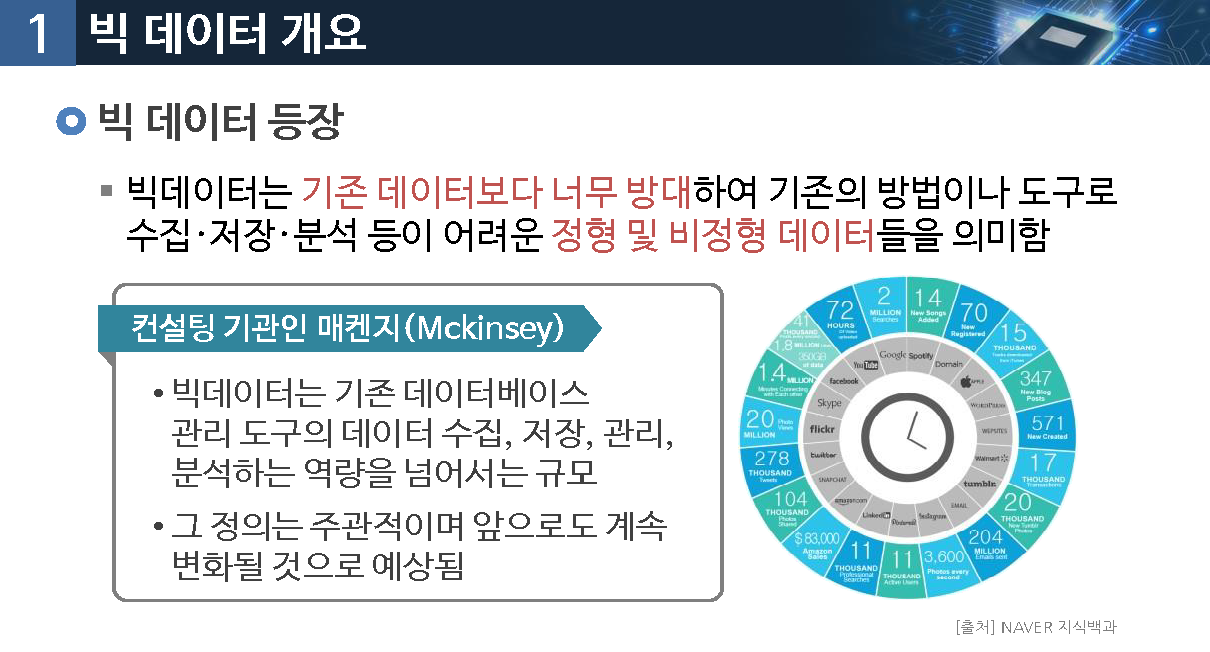 1 빅 데이터 개요
빅 데이터 등장
▪ 빅데이터는 기존 데이터보다 너무 방대하여 기존의 방법이나 도구로
수집·저장·분석 등이 어려운 정형 및 비정형 데이터들을 의미함
컨설팅 기관인 매켄지(Mckinsey)
• 빅데이터는 기존 데이터베이스
관리 도구의 데이터 수집, 저장, 관리,
분석하는 역량을 넘어서는 규모
• 그 정의는 주관적이며 앞으로도 계속
변화될 것으로 예상됨
72
HOURS
2
MILLION
Searches
14
New Songs
Added
70
New
Registered
15
THOUSAND
347
New Blog
Posts
571
New Created
17
THOUSAND
Transactions
20
THOUSAND
New Tumblr
Photos
204
MILLION
Emails sent
3,600
Photos every
second
11
THOUSAND
Active Users
11
THOUSAND
Professional
Searches
$ 83,000
Amazon
Sales
104
THOUSAND
Photos
Shared
278
THOUSAND
Tweets
20
MILLION
Photo
Views
1.4
MILLION
Minutes Connecting
with Each other
350GB
of data
1.8 MILLION
41
THOUSAND
Google
Spotify
Domain
APPLE
WORDPRESS
WEPSITES
Walmart
tumblr.
EMAIL
Instagram
Pinterest
LinkedIn
amazon.com
SNAPCHAT
twitter
flickr
Skype
facebook
YouTube
[출처] NAVER 지식백과